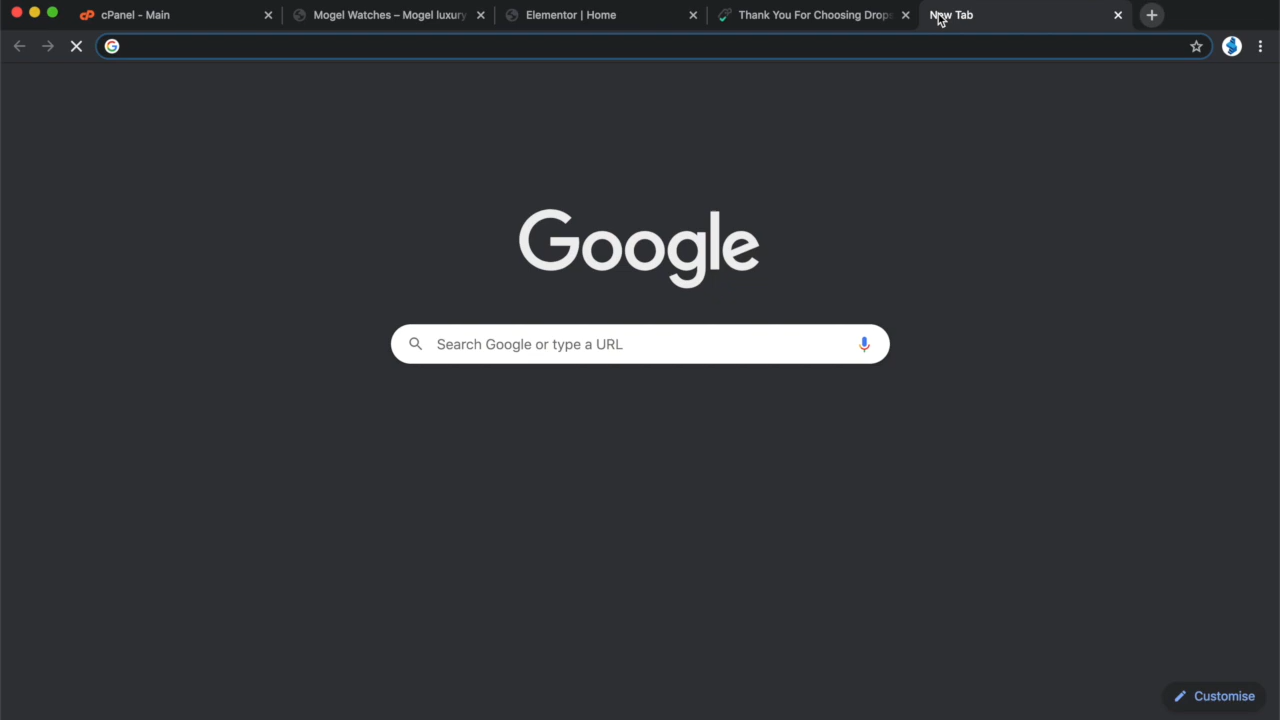 cPanel - Main
Mogel Watches – Mogel luxury
Elementor | Home
Thank You For Choosing Drops
New Tab
Google
Search Google or type a URL
Customise